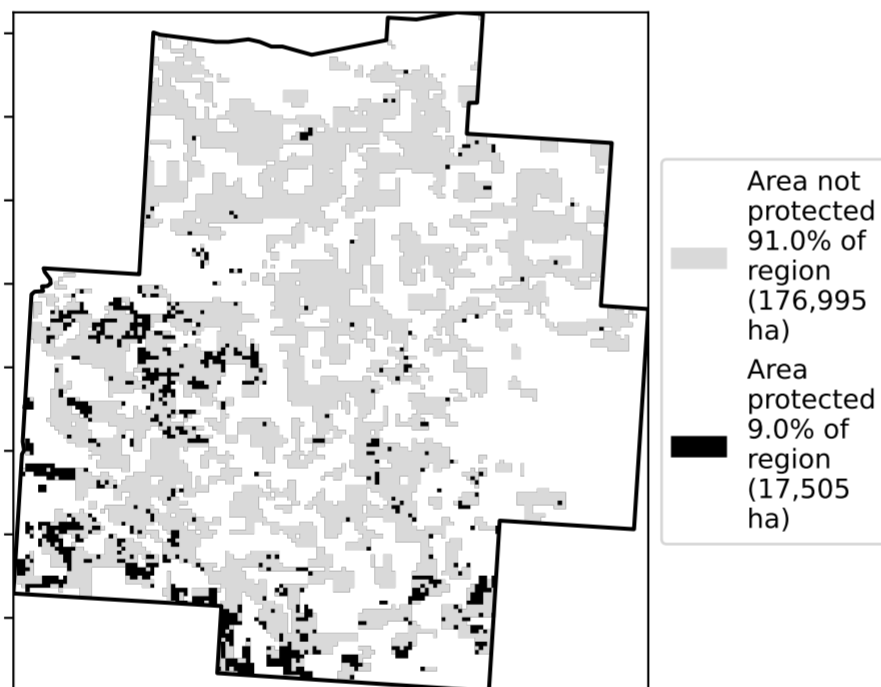 Area not
protected
91.0% of
region
(176,995
ha)
Area
protected
9.0% of
region
(17,505
ha)